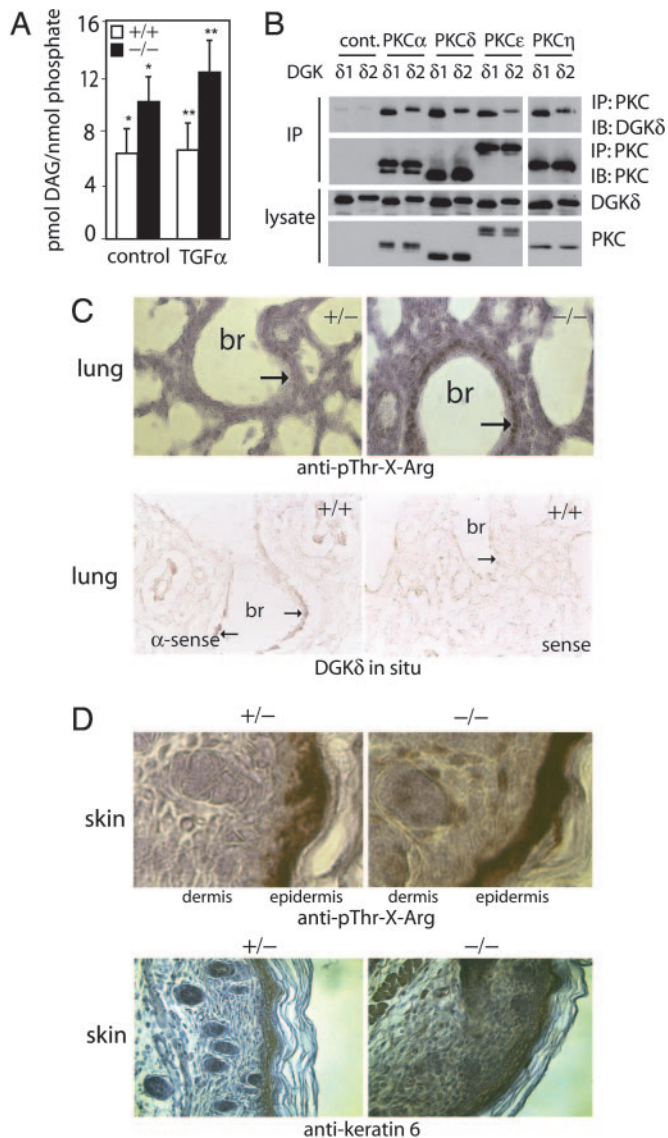 A
pmol DAG/nmol phosphate
16
12
8
4
0
+/+
−/−
*
*
**
**
control
TGFα
B
cont. PKCα PKCδ PKCε PKCη
DGK δ1 δ2 δ1 δ2 δ1 δ2 δ1 δ2 δ1 δ2
IP
IP: PKC
IB: DGKδ
IP: PKC
IB: PKC
lysate
DGKδ
PKC
C
lung
+/−
br
−/−
br
anti-pThr-X-Arg
lung
+/+
br
α-sense
+/+
br
sense
DGKδ in situ
D
+/−
−/−
skin
dermis epidermis dermis epidermis
anti-pThr-X-Arg
+/−
−/−
skin
anti-keratin 6